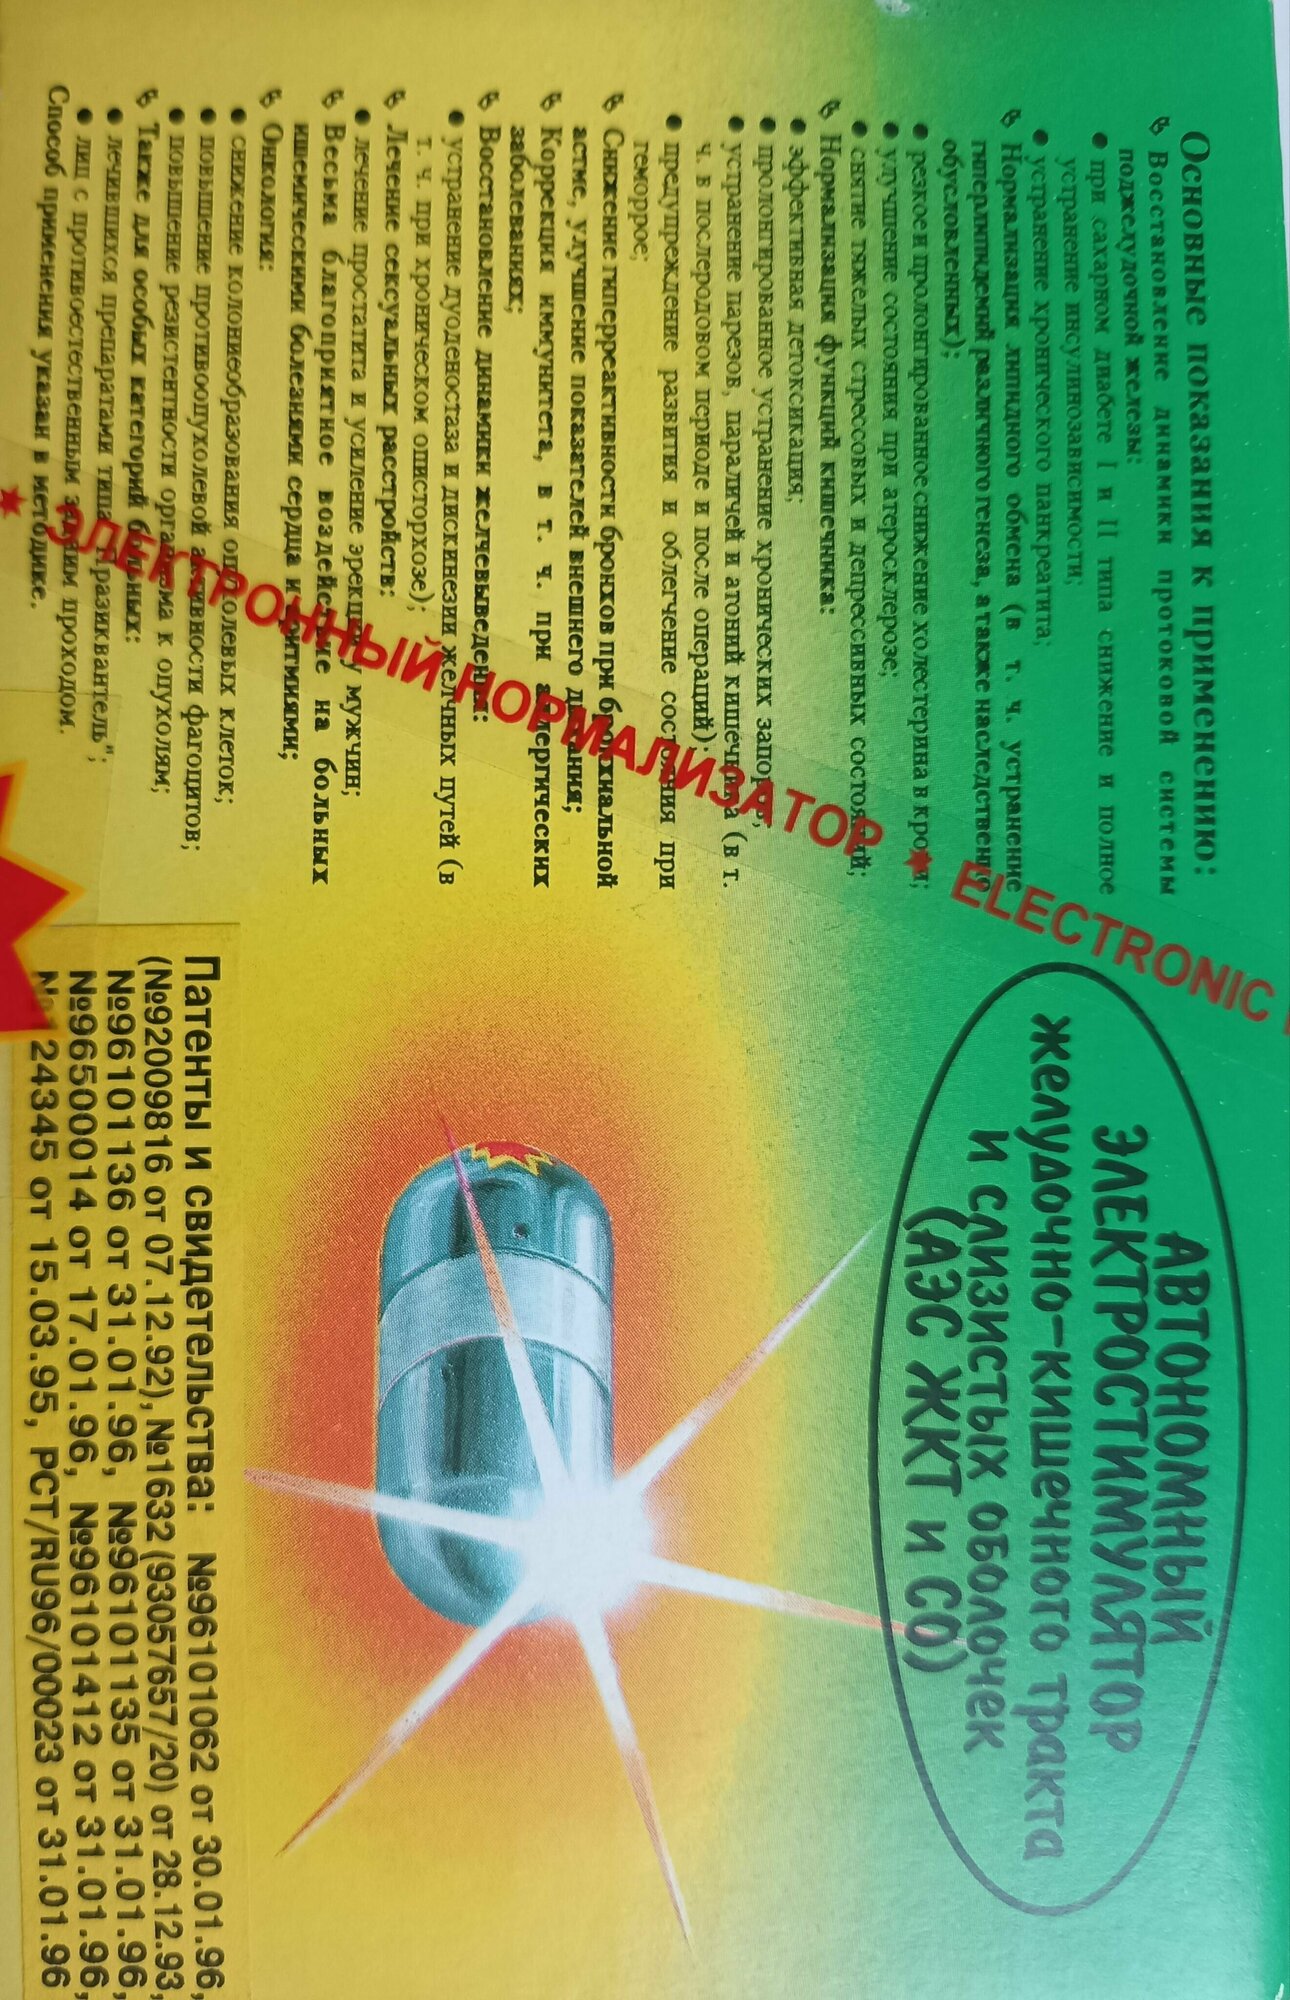 Основные показания к применению:
Восстановление динамики протоковой системы
поджелудочной железы:
● при сахарном диабете I и II типа снижение и полное
устранение инсулинозависимости;
● устранение хронического панкреатита;
Нормализация липидного обмена (в т. ч. устранение
гиперлипидемий различного генеза, а также наследственно
обусловленных);
● резкое и пролонгированное снижение холестерина в крови;
● улучшение состояния при атеросклерозе;
● снятие тяжелых стрессовых и депрессивных состояний;
Нормализация функций кишечника:
● эффективная детоксикация;
● пролонгированное устранение хронических запоров;
● устранение парезов, параличей и атоний кишечника (в т.
ч. в послеродовом периоде и после операций);
● предупреждение развития и облегчение состояния при
геморрое;
Снижение гиперреактивности бронхов при бронхиальной
астме, улучшение показателей внешнего дыхания;
Коррекция иммунитета, в т. ч. при аллергических
заболеваниях;
Восстановление динамики желчевыведения:
● устранение дуоденостаза и дискинезии желчных путей (в
т. ч. при хроническом описторхозе);
Лечение сексуальных расстройств:
● лечение простатита и усиление эрекции у мужчин;
Весьма благоприятное воздействие на больных
ишемическими болезнями сердца и аритмиями;
Онкология:
● снижение колониеобразования опухолевых клеток;
● повышение противоопухолевой активности фагоцитов;
● повышение резистентности организма к опухолям;
Также для особых категорий больных:
● лечившихся препаратами типа "празиквантель";
● лиц с противоестественным задним проходом.
Способ применения указан в методике.
★ ЭЛЕКТРОННЫЙ НОРМАЛИЗАТОР ★ ELECTRONIC
АВТОНОМНЫЙ
ЭЛЕКТРОСТИМУЛЯТОР
желудочно-кишечного тракта
и слизистых оболочек
(АЭС ЖКТ и СО)
Патенты и свидетельства: №96101062 от 30.01.96,
(№92009816 от 07.12.92), №1632 (93057657/20) от 28.12.93,
№96101136 от 31.01.96, №96101135 от 31.01.96,
№96500014 от 17.01.96, №96101412 от 31.01.96,
24345 от 15.03.95, PCT/RU96/00023 от 31.01.96